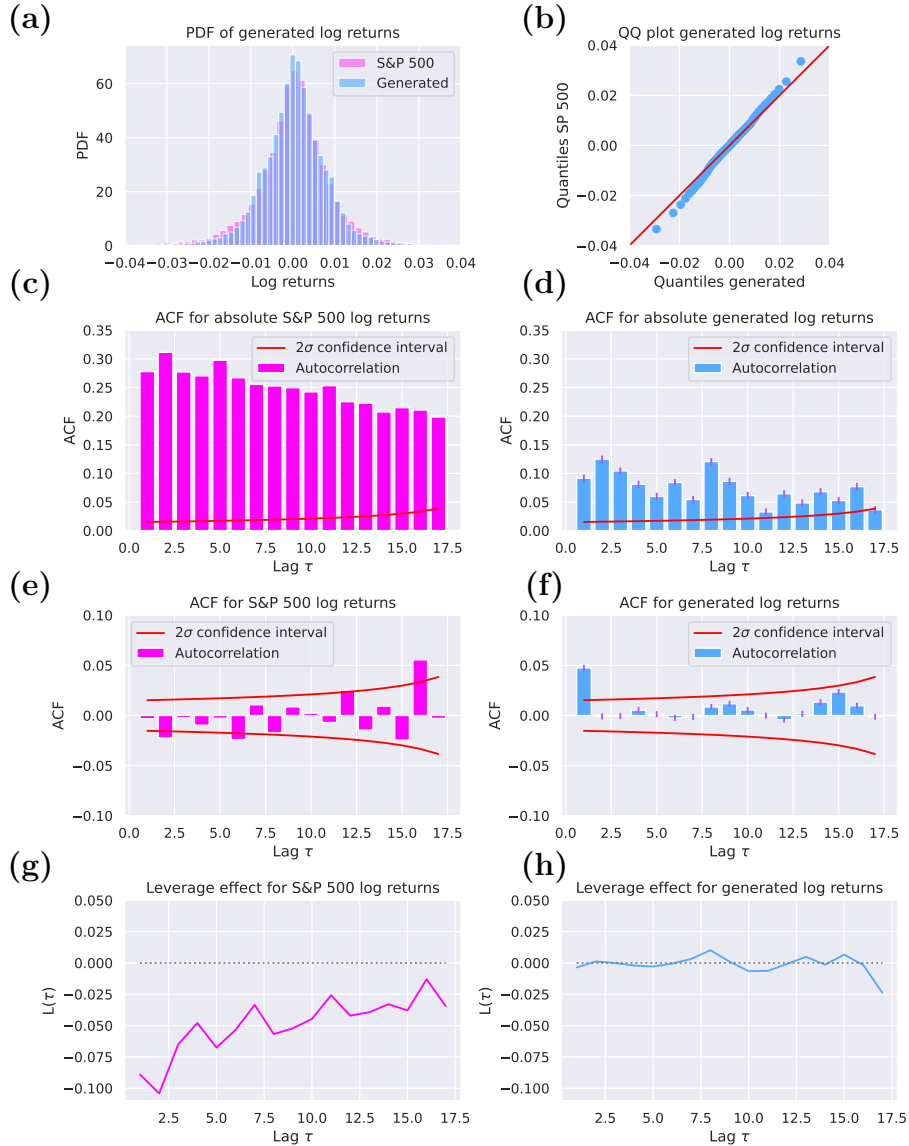 (a)
PDF of generated log returns
S&P 500
Generated
60
40
20
0
PDF
−0.04 −0.03 −0.02 −0.01 0.00 0.01 0.02 0.03 0.04
Log returns
(b)
QQ plot generated log returns
0.04
0.02
0.00
−0.02
−0.04
Quantiles SP 500
−0.04 −0.02 0.00 0.02 0.04
Quantiles generated
(c)
ACF for absolute S&P 500 log returns
2σ confidence interval
Autocorrelation
0.35
0.30
0.25
0.20
0.15
0.10
0.05
0.00
ACF
0.0 2.5 5.0 7.5 10.0 12.5 15.0 17.5
Lag τ
(d)
ACF for absolute generated log returns
2σ confidence interval
Autocorrelation
0.35
0.30
0.25
0.20
0.15
0.10
0.05
0.00
ACF
0.0 2.5 5.0 7.5 10.0 12.5 15.0 17.5
Lag τ
(e)
ACF for S&P 500 log returns
2σ confidence interval
Autocorrelation
0.10
0.05
0.00
−0.05
−0.10
ACF
0.0 2.5 5.0 7.5 10.0 12.5 15.0 17.5
Lag τ
(f)
ACF for generated log returns
2σ confidence interval
Autocorrelation
0.10
0.05
0.00
−0.05
−0.10
ACF
0.0 2.5 5.0 7.5 10.0 12.5 15.0 17.5
Lag τ
(g)
Leverage effect for S&P 500 log returns
0.050
0.025
0.000
−0.025
−0.050
−0.075
−0.100
L(τ)
2.5 5.0 7.5 10.0 12.5 15.0 17.5
Lag τ
(h)
Leverage effect for generated log returns
0.050
0.025
0.000
−0.025
−0.050
−0.075
−0.100
L(τ)
2.5 5.0 7.5 10.0 12.5 15.0 17.5
Lag τ